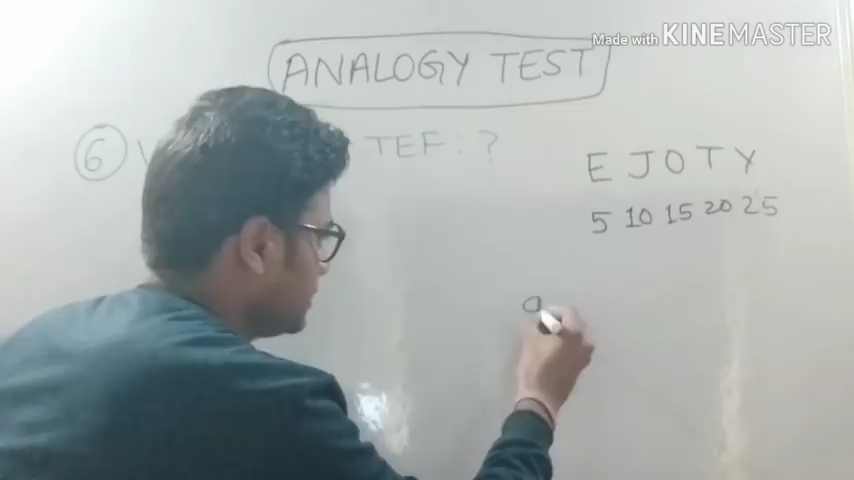 Made with KINEMASTER
ANALOGY TEST
6 TEF : ?
E J O T Y
5 10 15 20 25